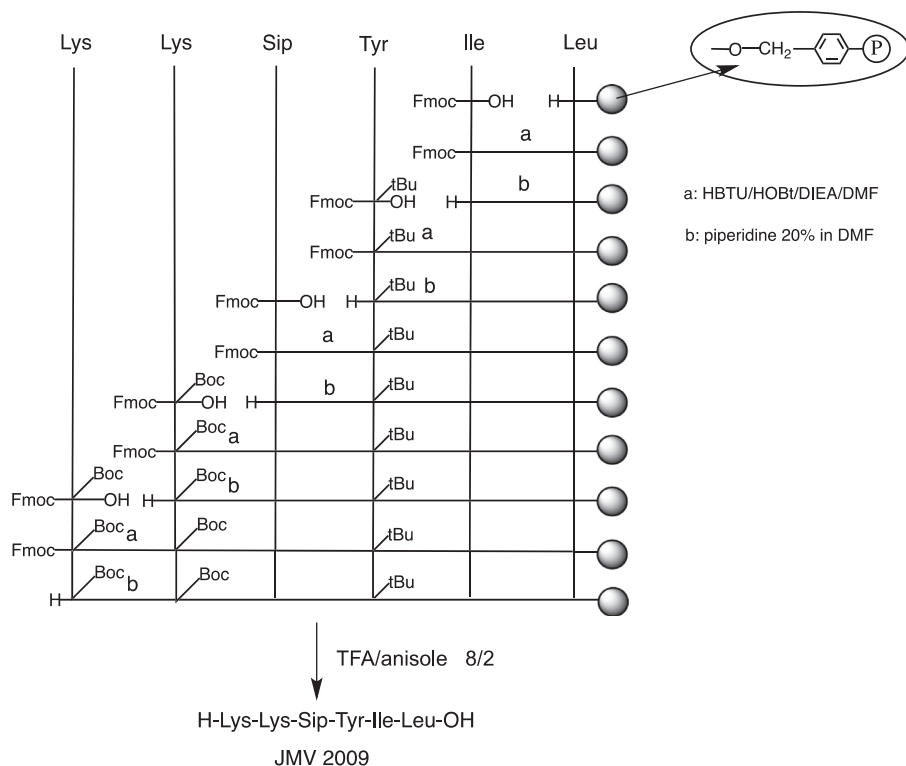 Lys Lys Sip Tyr Ile Leu
—O—CH2— P
Fmoc OH H
Fmoc a
tBu
Fmoc OH H b
a: HBTU/HOBt/DIEA/DMF
Fmoc tBu a
b: piperidine 20% in DMF
Fmoc OH H tBu b
Fmoc a tBu
Boc
Fmoc OH H b tBu
Fmoc Boc a tBu
Boc
Fmoc OH H Boc b tBu
Fmoc Boc a Boc tBu
H Boc b Boc tBu
TFA/anisole 8/2
H-Lys-Lys-Sip-Tyr-Ile-Leu-OH
JMV 2009